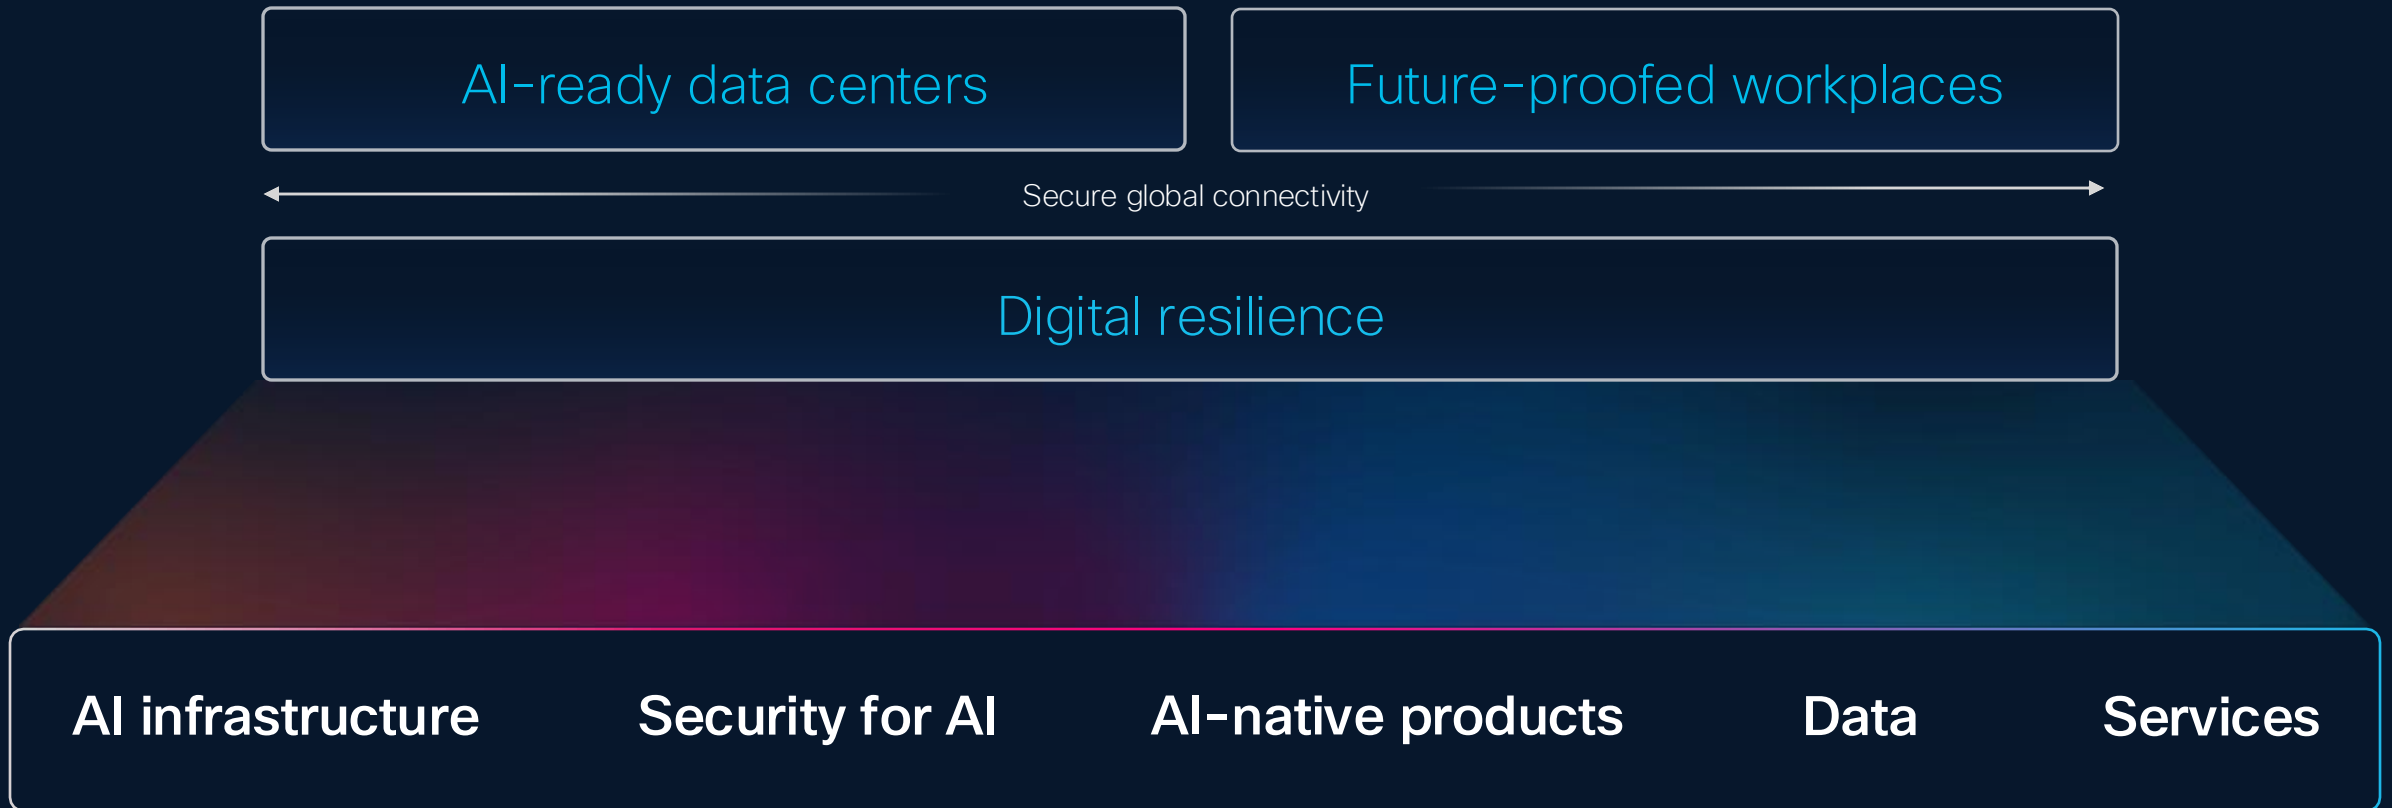 AI-ready data centers
Future-proofed workplaces
Secure global connectivity
Digital resilience
AI infrastructure
Security for AI
AI-native products
Data
Services